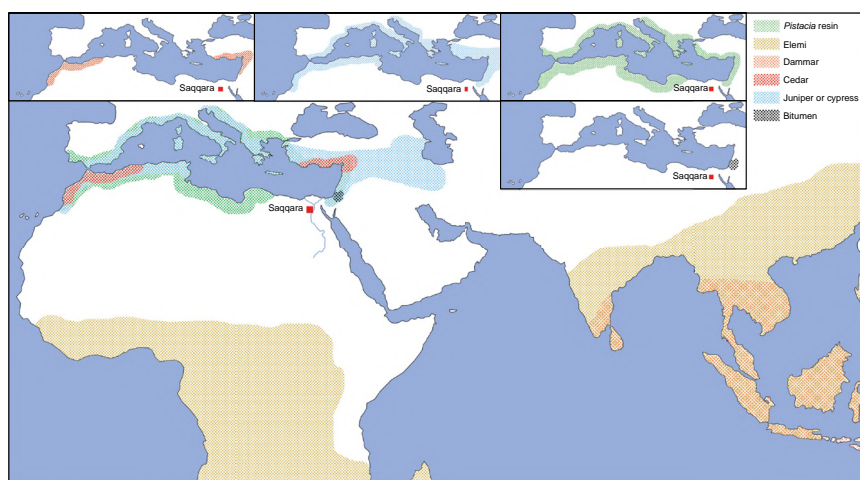 Saqqara
Saqqara
Saqqara
Pistacia resin
Elemi
Dammar
Cedar
Juniper or cypress
Bitumen
Saqqara
Saqqara